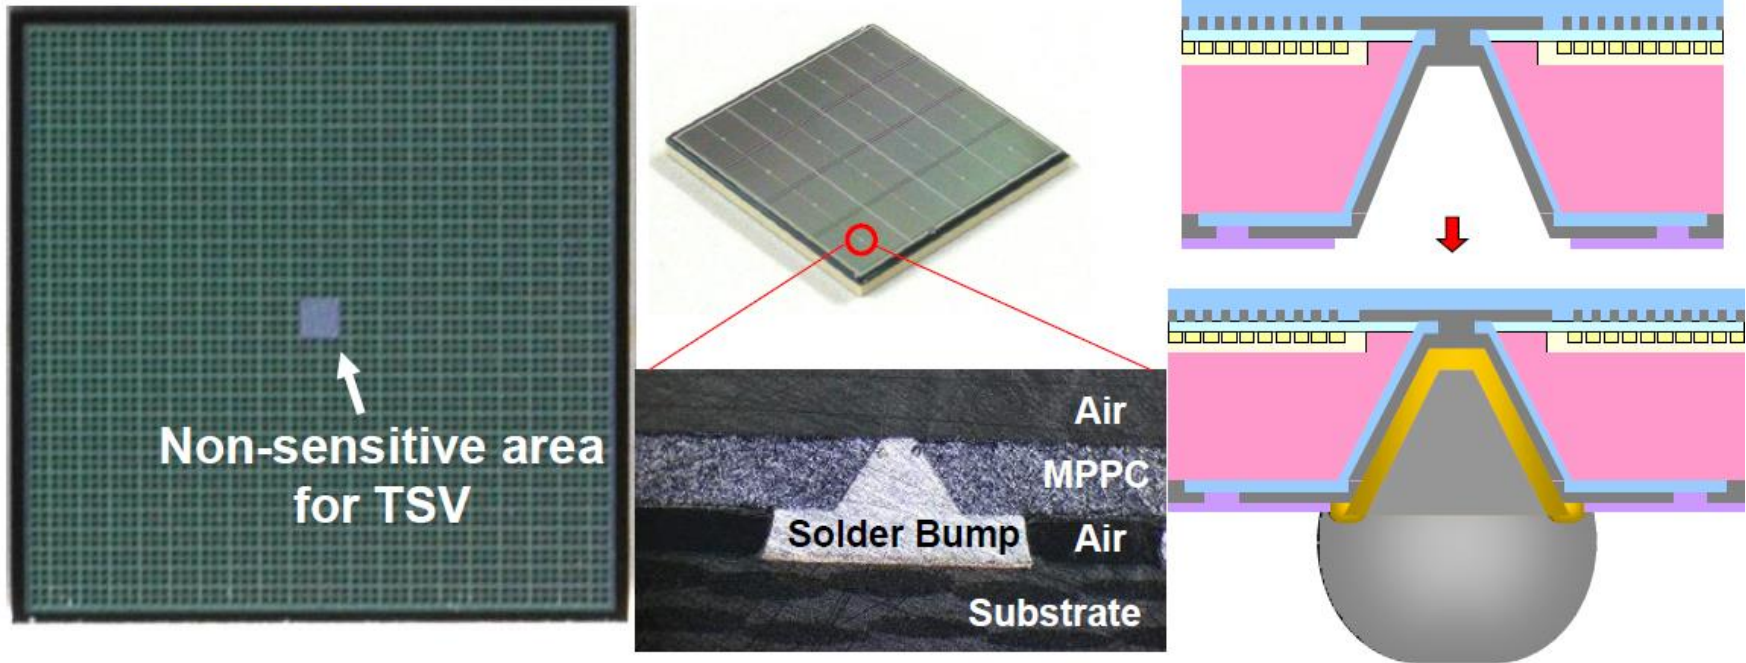 Non-sensitive area
for TSV
Air
MPPC
Solder Bump
Air
Substrate